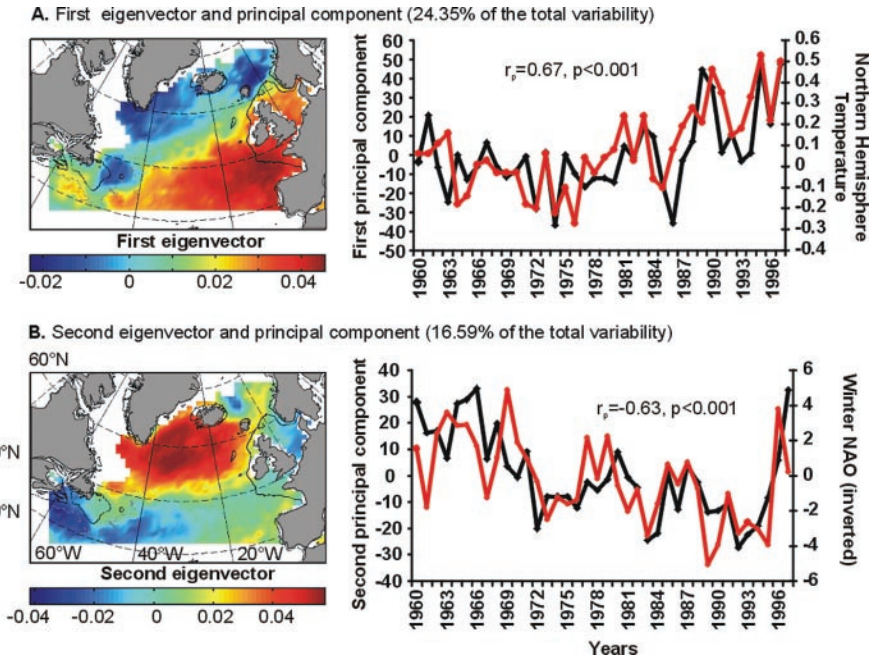 A. First eigenvector and principal component (24.35% of the total variability)
First eigenvector
-0.02 0 0.02 0.04
First principal component
60
50
40
30
20
10
0
-10
-20
-30
-40
-50
r_p=0.67, p<0.001
0.6
0.5
0.4
0.3
0.2
0.1
0
-0.1
-0.2
-0.3
-0.4
Northern Hemisphere
Temperature
1960 1963 1966 1969 1972 1975 1978 1981 1984 1987 1990 1993 1996
B. Second eigenvector and principal component (16.59% of the total variability)
60°N
°N
°N
60°W 40°W 20°W
Second eigenvector
-0.04 -0.02 0 0.02 0.04
Second principal component
40
30
20
10
0
-10
-20
-30
-40
r_p=-0.63, p<0.001
6
4
2
0
-2
-4
-6
Winter NAO (inverted)
1960 1963 1966 1969 1972 1975 1978 1981 1984 1987 1990 1993 1996
Years